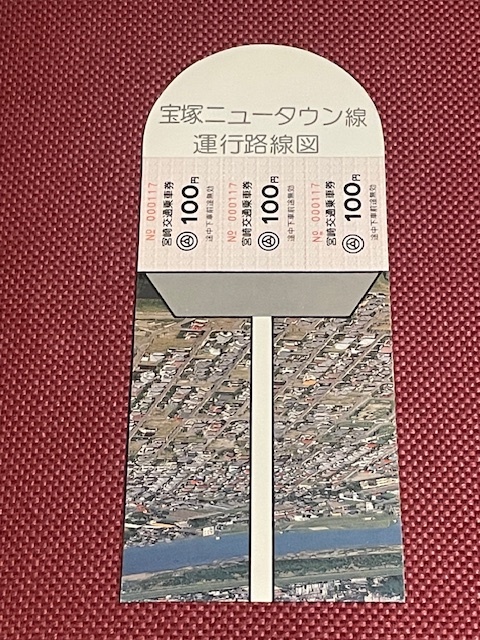 宝塚ニュータウン線
運行路線図
№ 000117
宮崎交通乗車券
100円
途中下車前途無効
№ 000117
宮崎交通乗車券
100円
途中下車前途無効
№ 000117
宮崎交通乗車券
100円
途中下車前途無効